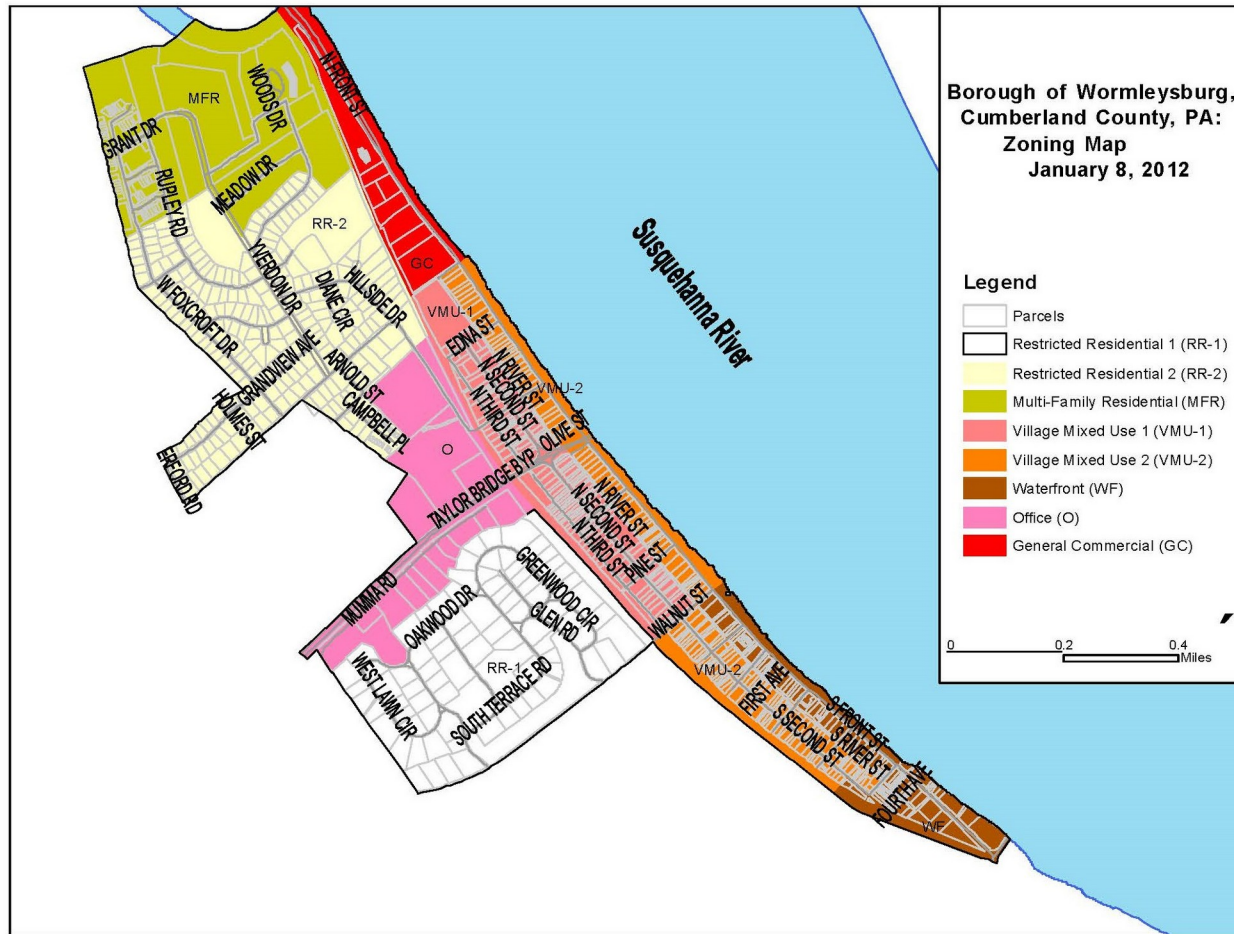 Borough of Wormleysburg,
Cumberland County, PA:
Zoning Map
January 8, 2012
Legend
Parcels
Restricted Residential 1 (RR-1)
Restricted Residential 2 (RR-2)
Multi-Family Residential (MFR)
Village Mixed Use 1 (VMU-1)
Village Mixed Use 2 (VMU-2)
Waterfront (WF)
Office (O)
General Commercial (GC)
0 0.2 0.4
Miles
Susquehanna River
N FRONT ST
WOODS DR
MFR
GRANT DR
RUPLEY RD
MEADOW DR
RR-2
YVERDON DR
DIANE CIR
HILLSIDE DR
W FOXCROFT DR
GRANDVIEW AVE
ARNOLD ST
CAMPBELL PL
HOLMES ST
ERFORD RD
GC
VMU-1
EDNA ST
N RIVER ST
N SECOND ST
N THIRD ST
VMU-2
OLIVE ST
O
TAYLOR BRIDGE BYP
N RIVER ST
N SECOND ST
N THIRD ST
PINE ST
WALNUT ST
MUMMA RD
OAKWOOD DR
GREENWOOD CIR
GLEN RD
RR-1
WEST LAWN CIR
SOUTH TERRACE RD
VMU-2
FIRST AVE
S FRONT ST
S RIVER ST
S SECOND ST
FOURTH AVE
WF